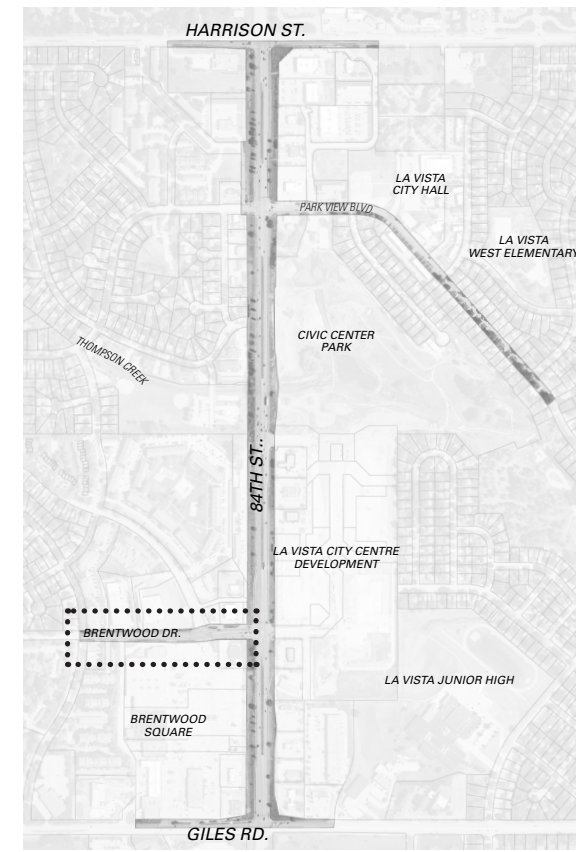 HARRISON ST.
LA VISTA
CITY HALL
PARK VIEW BLVD
LA VISTA
WEST ELEMENTARY
CIVIC CENTER
PARK
THOMPSON CREEK
84TH ST..
LA VISTA CITY CENTRE
DEVELOPMENT
BRENTWOOD DR.
LA VISTA JUNIOR HIGH
BRENTWOOD
SQUARE
GILES RD.